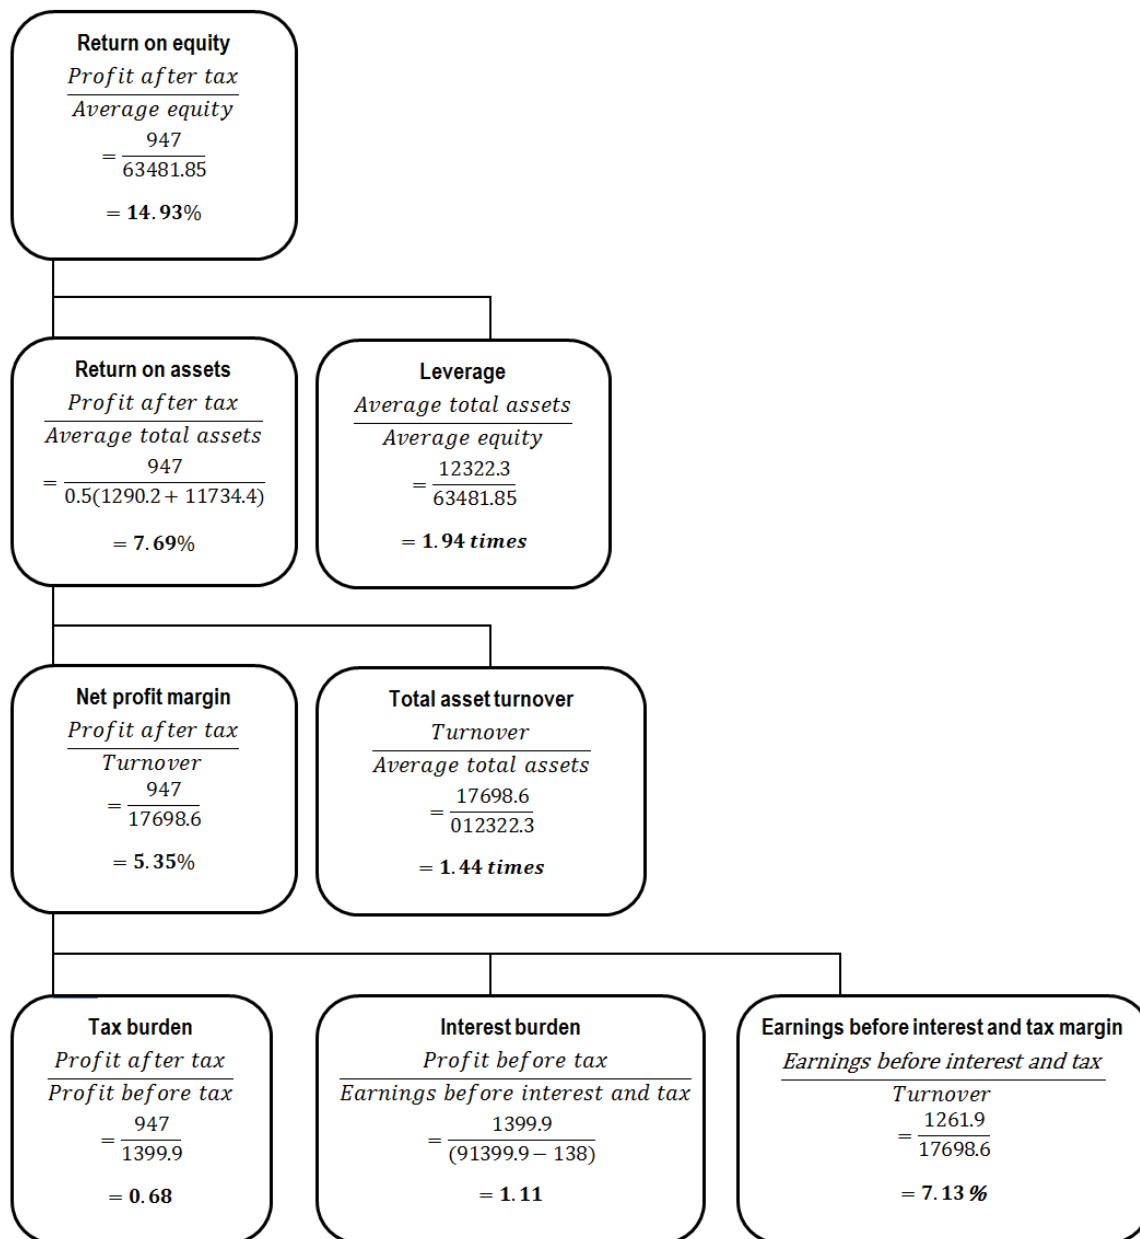 Return on equity
Profit after tax
Average equity
= 947
63481.85
= 14.93%
Return on assets
Profit after tax
Average total assets
= 947
0.5(1290.2 + 11734.4)
= 7.69%
Leverage
Average total assets
Average equity
= 12322.3
63481.85
= 1.94 times
Net profit margin
Profit after tax
Turnover
= 947
17698.6
= 5.35%
Total asset turnover
Turnover
Average total assets
= 17698.6
012322.3
= 1.44 times
Tax burden
Profit after tax
Profit before tax
= 947
1399.9
= 0.68
Interest burden
Profit before tax
Earnings before interest and tax
= 1399.9
(91399.9 − 138)
= 1.11
Earnings before interest and tax margin
Earnings before interest and tax
Turnover
= 1261.9
17698.6
= 7.13 %